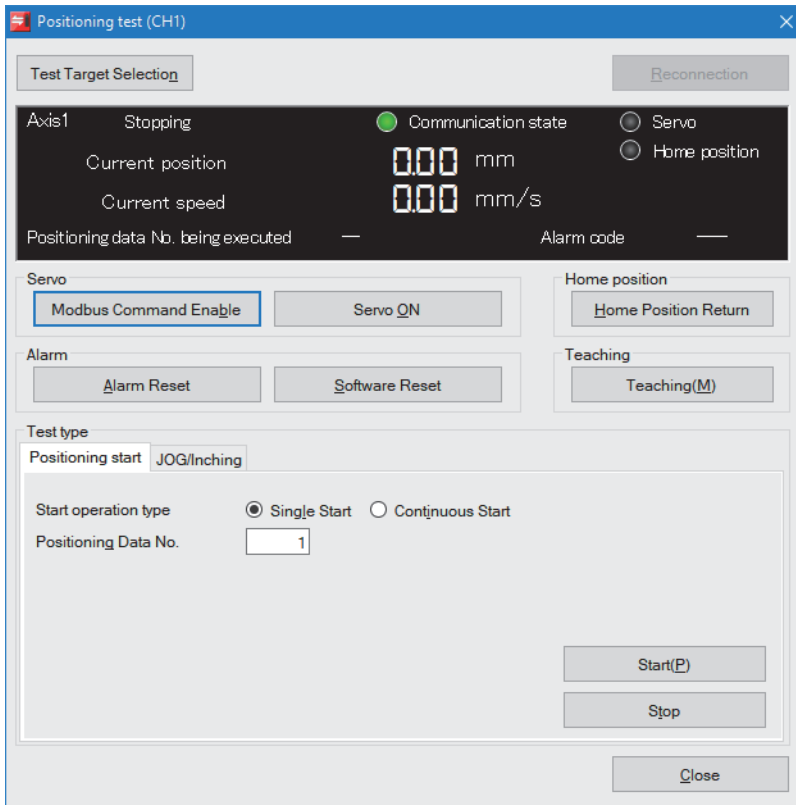 Positioning test (CH1)
Test Target Selection
Reconnection
Axis1 Stopping Communication state Servo
Current position 0.00 mm Home position
Current speed 0.00 mm/s
Positioning data No. being executed — Alarm code —
Servo
Modbus Command Enable Servo ON
Home position
Home Position Return
Alarm
Alarm Reset Software Reset
Teaching
Teaching(M)
Test type
Positioning start JOG/Inching
Start operation type Single Start Continuous Start
Positioning Data No. 1
Start(P)
Stop
Close